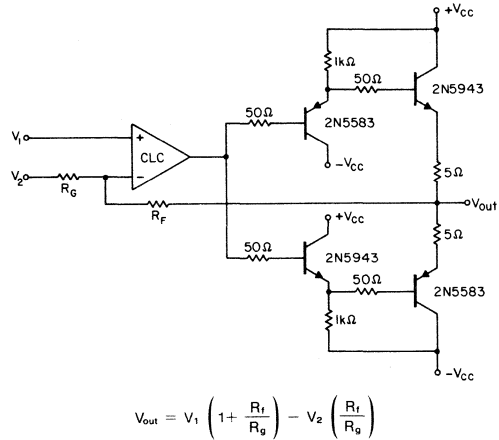 +VCC
1kΩ
50Ω
2N5943
50Ω
2N5583
V1
+
CLC
-VCC
V2
−
5Ω
RG
Vout
RF
+VCC
5Ω
50Ω
2N5943
50Ω
2N5583
1kΩ
-VCC
Vout = V1 ( 1+ Rf / Rg ) − V2 ( Rf / Rg )